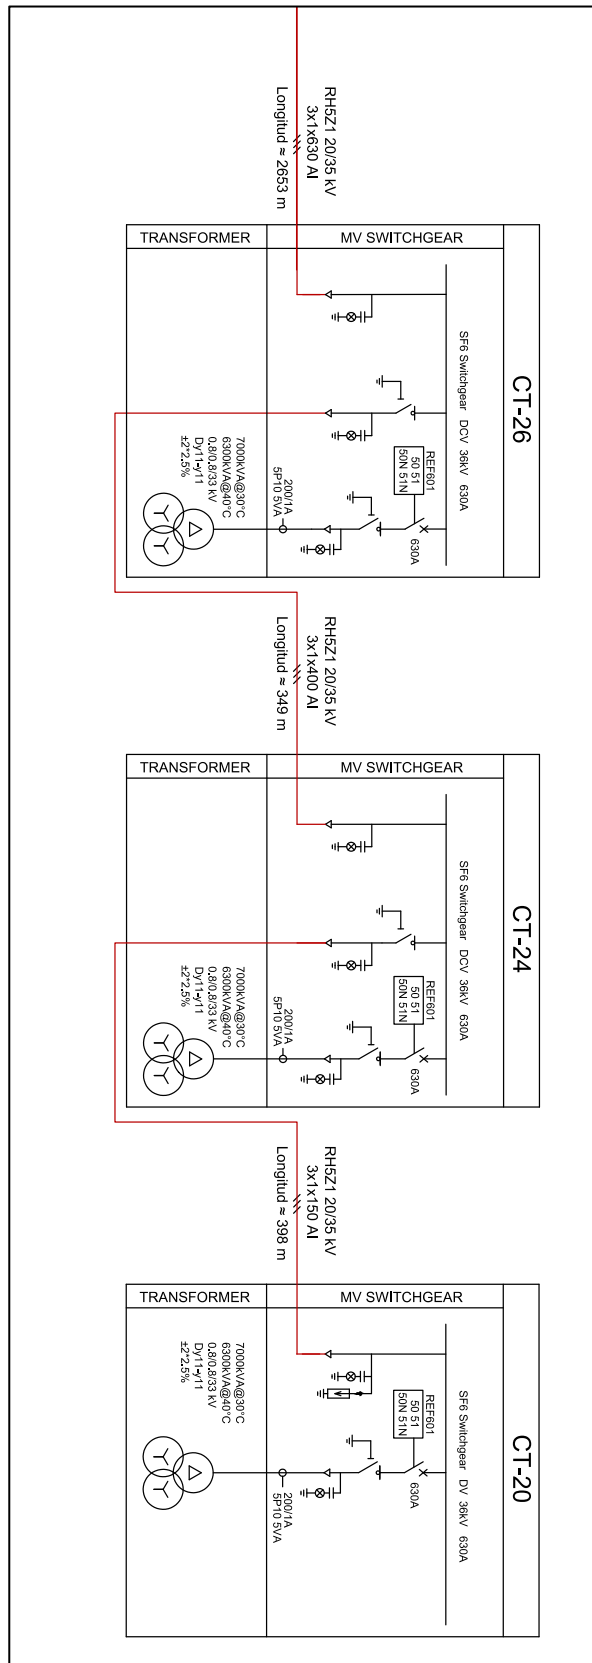 RH5Z1 20/35 kV
3x1x630 Al
Longitud ≈ 2653 m
CT-26
MV SWITCHGEAR
TRANSFORMER
SF6 Switchgear DCV 36kV 630A
REF601
50 51
50N 51N
630A
200/1A
5P10 5VA
7000kVA@30°C
6300kVA@40°C
0.8/0.8/33 kV
Dy11-y11
±2*2.5%
RH5Z1 20/35 kV
3x1x400 Al
Longitud ≈ 349 m
CT-24
MV SWITCHGEAR
TRANSFORMER
SF6 Switchgear DCV 36kV 630A
REF601
50 51
50N 51N
630A
200/1A
5P10 5VA
7000kVA@30°C
6300kVA@40°C
0.8/0.8/33 kV
Dy11-y11
±2*2.5%
RH5Z1 20/35 kV
3x1x150 Al
Longitud ≈ 398 m
CT-20
MV SWITCHGEAR
TRANSFORMER
SF6 Switchgear DV 36kV 630A
REF601
50 51
50N 51N
630A
200/1A
5P10 5VA
7000kVA@30°C
6300kVA@40°C
0.8/0.8/33 kV
Dy11-y11
±2*2.5%